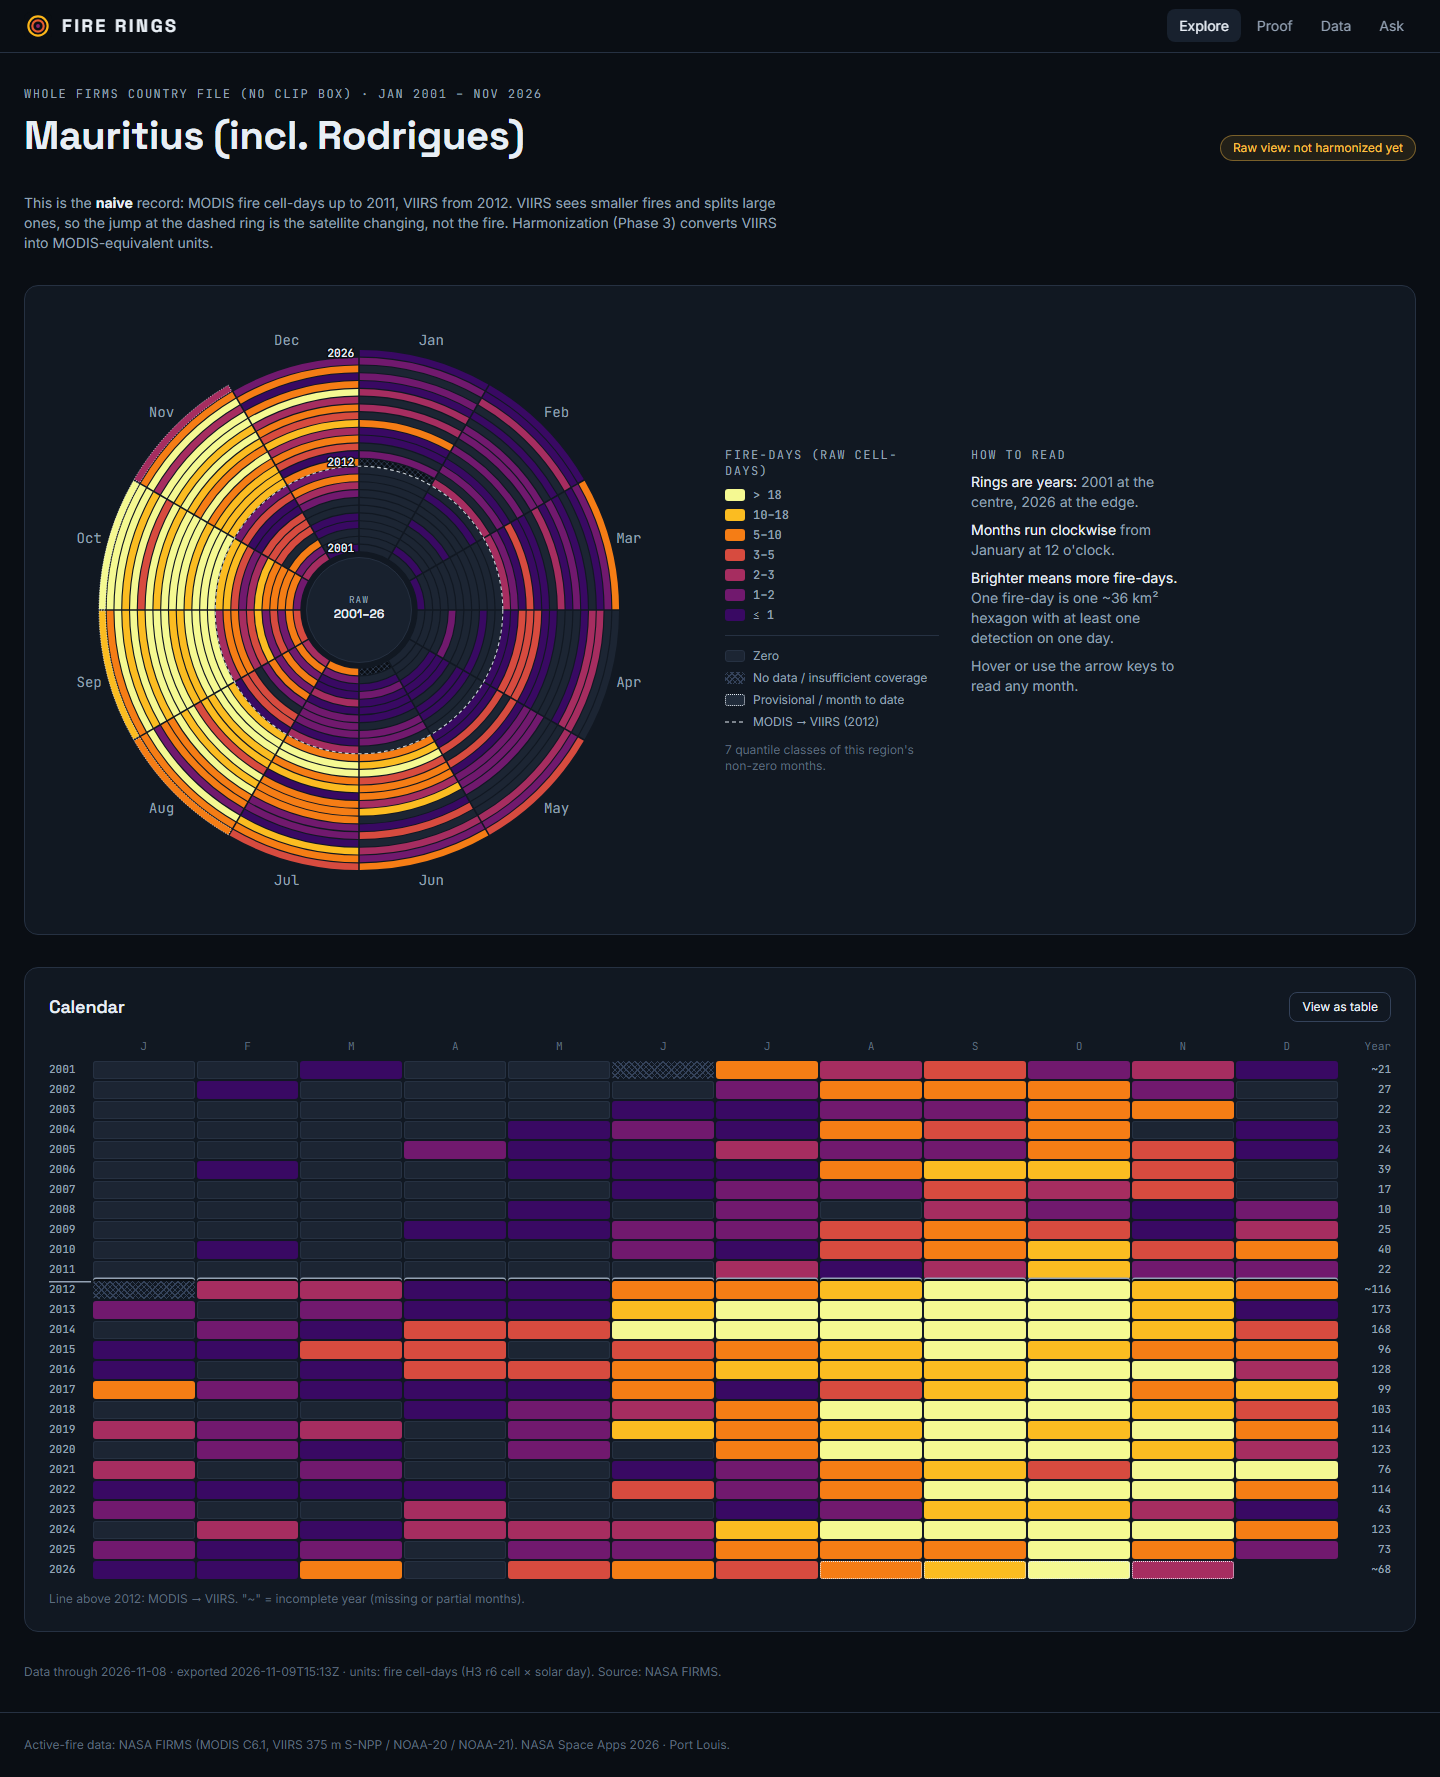 FIRE RINGS
Explore
Proof
Data
Ask
WHOLE FIRMS COUNTRY FILE (NO CLIP BOX) · JAN 2001 – NOV 2026
Mauritius (incl. Rodrigues)
Raw view: not harmonized yet
This is the naive record: MODIS fire cell-days up to 2011, VIIRS from 2012. VIIRS sees smaller fires and splits large
ones, so the jump at the dashed ring is the satellite changing, not the fire. Harmonization (Phase 3) converts VIIRS
into MODIS-equivalent units.
Dec
Jan
2026
Nov
Feb
2012
Oct
Mar
2001
RAW
2001–26
Sep
Apr
Aug
May
Jul
Jun
FIRE-DAYS (RAW CELL-
DAYS)
> 18
10–18
5–10
3–5
2–3
1–2
≤ 1
Zero
No data / insufficient coverage
Provisional / month to date
MODIS → VIIRS (2012)
7 quantile classes of this region's
non-zero months.
HOW TO READ
Rings are years: 2001 at the
centre, 2026 at the edge.
Months run clockwise from
January at 12 o'clock.
Brighter means more fire-days.
One fire-day is one ~36 km²
hexagon with at least one
detection on one day.
Hover or use the arrow keys to
read any month.
Calendar
View as table
J F M A M J J A S O N D Year
2001 ~21
2002 27
2003 22
2004 23
2005 24
2006 39
2007 17
2008 10
2009 25
2010 40
2011 22
2012 ~116
2013 173
2014 168
2015 96
2016 128
2017 99
2018 103
2019 114
2020 123
2021 76
2022 114
2023 43
2024 123
2025 73
2026 ~68
Line above 2012: MODIS → VIIRS. "~" = incomplete year (missing or partial months).
Data through 2026-11-08 · exported 2026-11-09T15:13Z · units: fire cell-days (H3 r6 cell × solar day). Source: NASA FIRMS.
Active-fire data: NASA FIRMS (MODIS C6.1, VIIRS 375 m S-NPP / NOAA-20 / NOAA-21). NASA Space Apps 2026 · Port Louis.